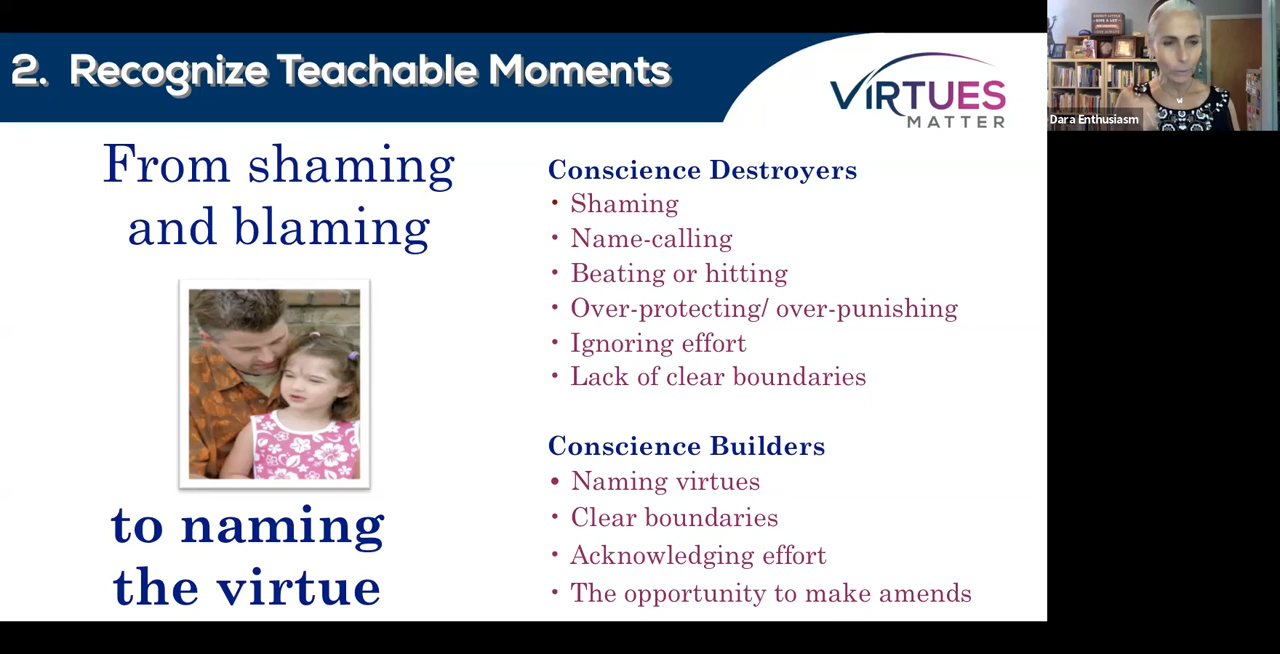 2. Recognize Teachable Moments
VIRTUES
MATTER
Dara Enthusiasm
From shaming
and blaming
to naming
the virtue
Conscience Destroyers
• Shaming
• Name-calling
• Beating or hitting
• Over-protecting/ over-punishing
• Ignoring effort
• Lack of clear boundaries
Conscience Builders
• Naming virtues
• Clear boundaries
• Acknowledging effort
• The opportunity to make amends